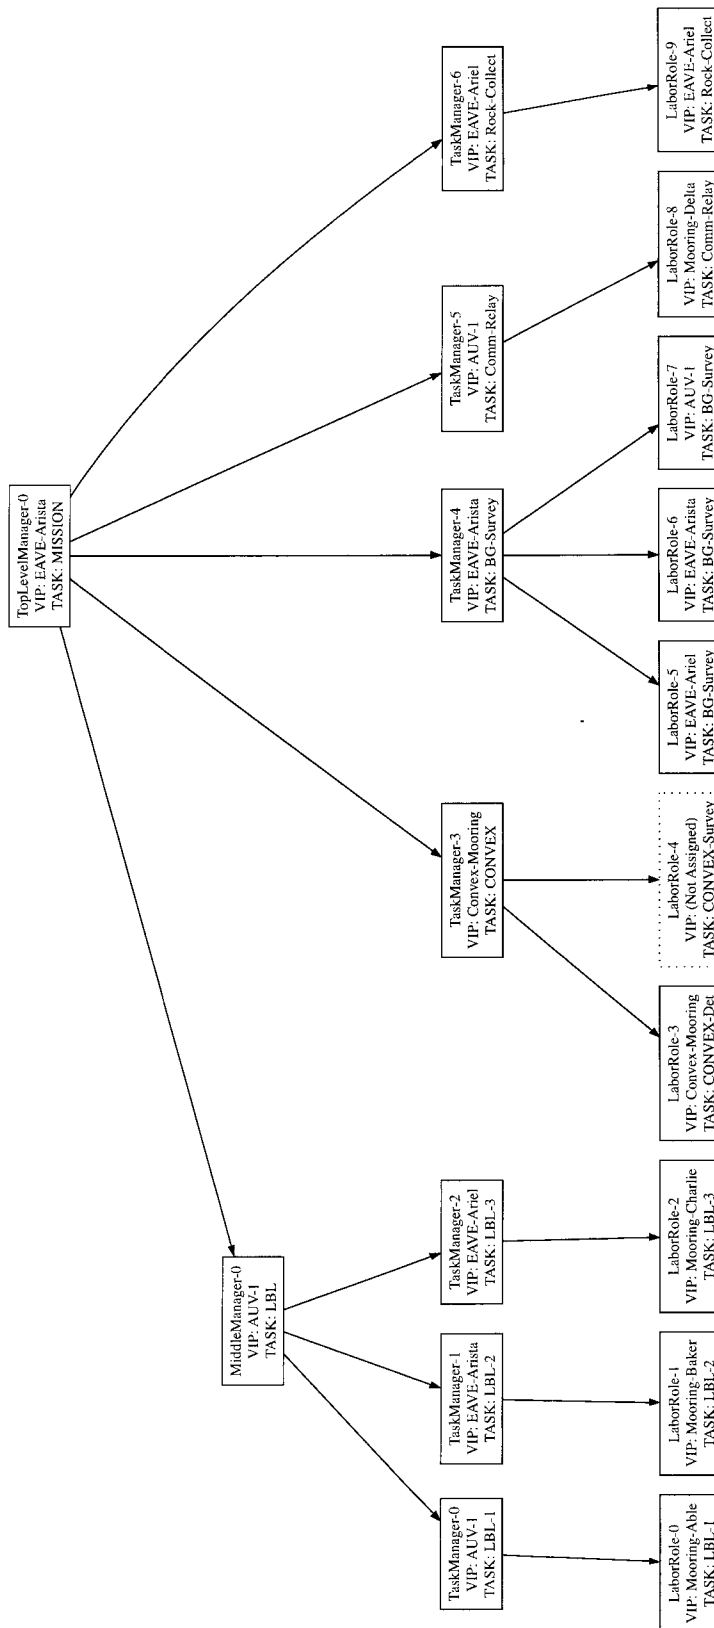 TopLevelManager-0
VIP: EAVE-Arista
TASK: MISSION
MiddleManager-0
VIP: AUV-1
TASK: LBL
TaskManager-0
VIP: AUV-1
TASK: LBL-1
TaskManager-1
VIP: EAVE-Arista
TASK: LBL-2
TaskManager-2
VIP: EAVE-Ariel
TASK: LBL-3
TaskManager-3
VIP: Convex-Mooring
TASK: CONVEX
TaskManager-4
VIP: EAVE-Arista
TASK: BG-Survey
TaskManager-5
VIP: AUV-1
TASK: Comm-Relay
TaskManager-6
VIP: EAVE-Ariel
TASK: Rock-Collect
LaborRole-0
VIP: Mooring-Able
TASK: LBL-1
LaborRole-1
VIP: Mooring-Baker
TASK: LBL-2
LaborRole-2
VIP: Mooring-Charlie
TASK: LBL-3
LaborRole-3
VIP: Convex-Mooring
TASK: CONVEX-Det
LaborRole-4
VIP: (Not Assigned)
TASK: CONVEX-Survey
LaborRole-5
VIP: EAVE-Ariel
TASK: BG-Survey
LaborRole-6
VIP: EAVE-Arista
TASK: BG-Survey
LaborRole-7
VIP: AUV-1
TASK: BG-Survey
LaborRole-8
VIP: Mooring-Delta
TASK: Comm-Relay
LaborRole-9
VIP: EAVE-Ariel
TASK: Rock-Collect